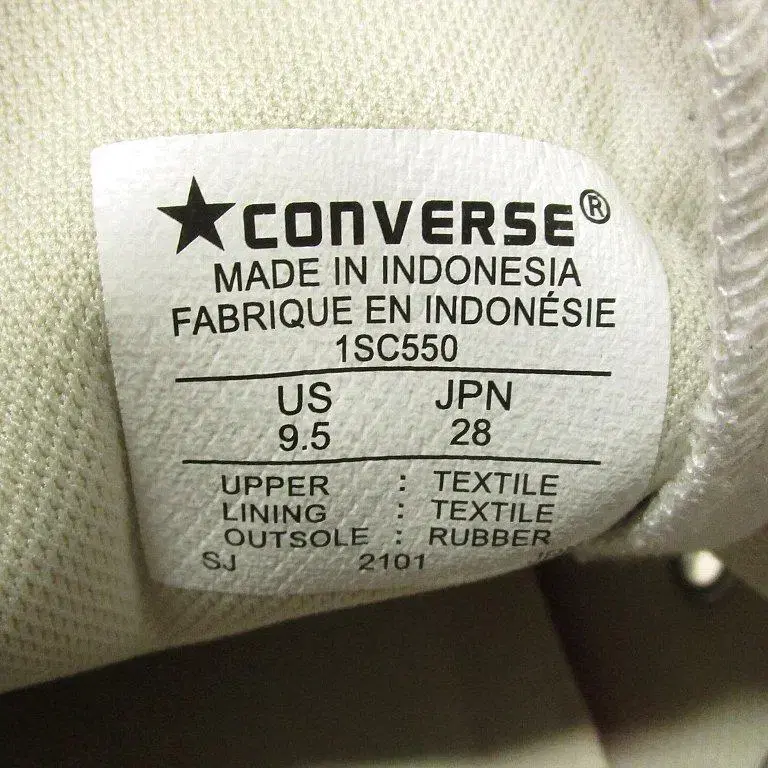 ★CONVERSE®
MADE IN INDONESIA
FABRIQUE EN INDONÉSIE
1SC550
US JPN
9.5 28
UPPER : TEXTILE
LINING : TEXTILE
OUTSOLE : RUBBER
SJ 2101